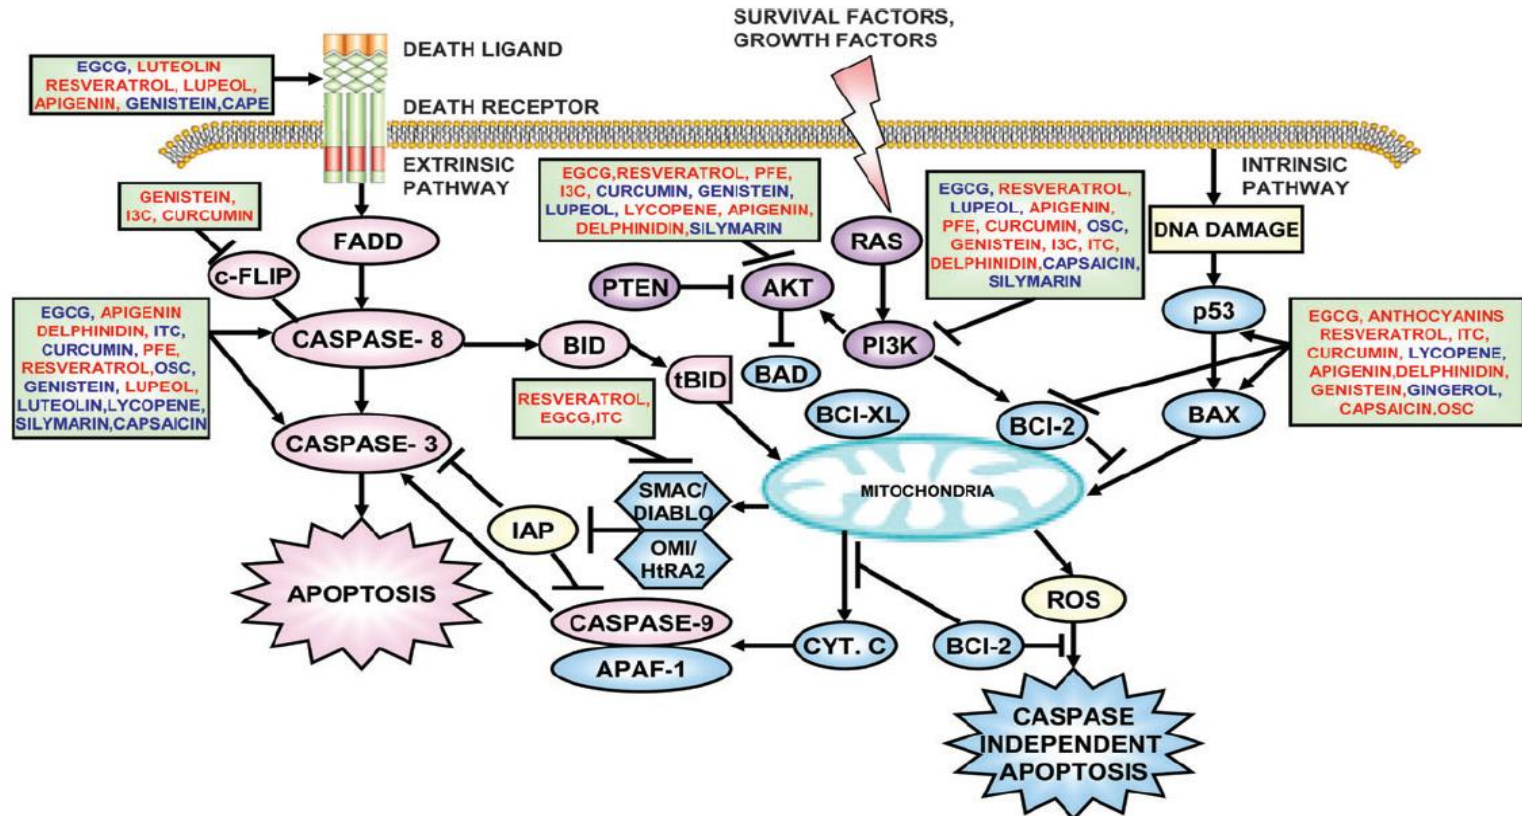 SURVIVAL FACTORS,
GROWTH FACTORS
DEATH LIGAND
EGCG, LUTEOLIN
RESVERATROL, LUPEOL,
APIGENIN, GENISTEIN,CAPE
DEATH RECEPTOR
EXTRINSIC
PATHWAY
INTRINSIC
PATHWAY
GENISTEIN,
I3C, CURCUMIN
EGCG,RESVERATROL, PFE,
I3C, CURCUMIN, GENISTEIN,
LUPEOL, LYCOPENE, APIGENIN,
DELPHINIDIN,SILYMARIN
EGCG, RESVERATROL,
LUPEOL, APIGENIN,
PFE, CURCUMIN, OSC,
GENISTEIN, I3C, ITC,
DELPHINIDIN,CAPSAICIN,
SILYMARIN
DNA DAMAGE
FADD
RAS
c-FLIP
PTEN
AKT
p53
EGCG, APIGENIN
DELPHINIDIN, ITC,
CURCUMIN, PFE,
RESVERATROL,OSC,
GENISTEIN, LUPEOL,
LUTEOLIN,LYCOPENE,
SILYMARIN,CAPSAICIN
CASPASE- 8
BID
tBID
BAD
PI3K
EGCG, ANTHOCYANINS
RESVERATROL, ITC,
CURCUMIN, LYCOPENE,
APIGENIN,DELPHINIDIN,
GENISTEIN,GINGEROL,
CAPSAICIN,OSC
RESVERATROL,
EGCG,ITC
BCI-XL
BCI-2
BAX
CASPASE- 3
MITOCHONDRIA
SMAC/
DIABLO
IAP
OMI/
HtRA2
APOPTOSIS
ROS
CASPASE-9
APAF-1
CYT. C
BCI-2
CASPASE
INDEPENDENT
APOPTOSIS